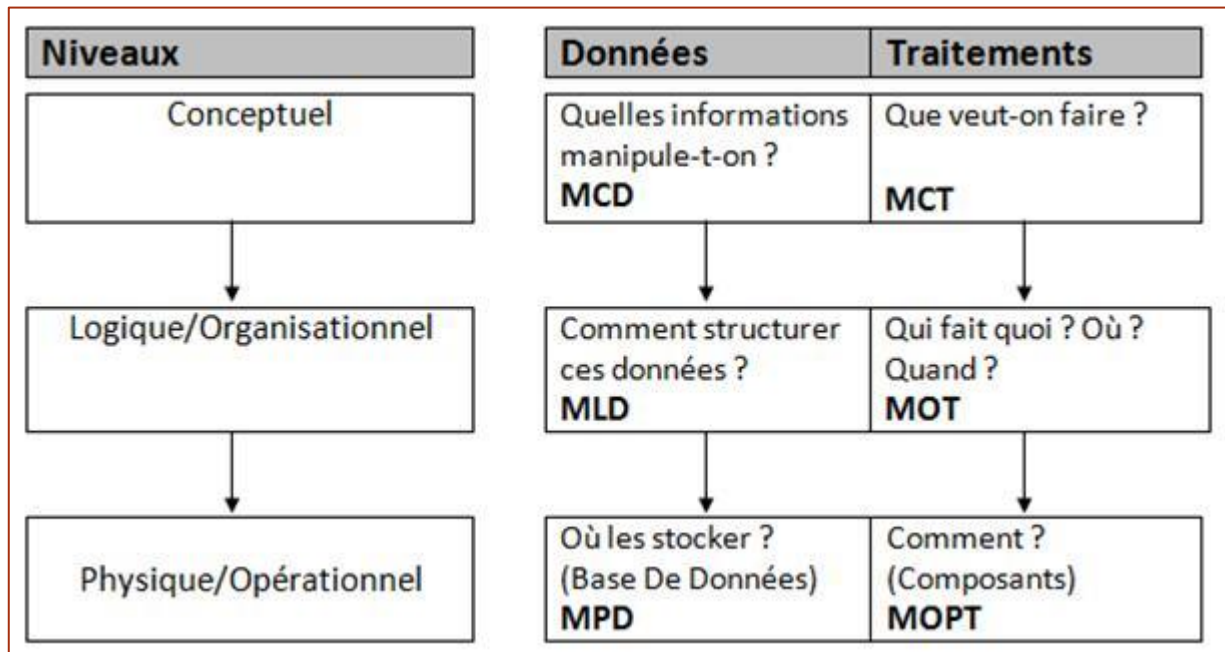 Niveaux
Données
Traitements
Conceptuel
Quelles informations
manipule-t-on ?
MCD
Que veut-on faire ?
MCT
Logique/Organisationnel
Comment structurer
ces données ?
MLD
Qui fait quoi ? Où ?
Quand ?
MOT
Physique/Opérationnel
Où les stocker ?
(Base De Données)
MPD
Comment ?
(Composants)
MOPT